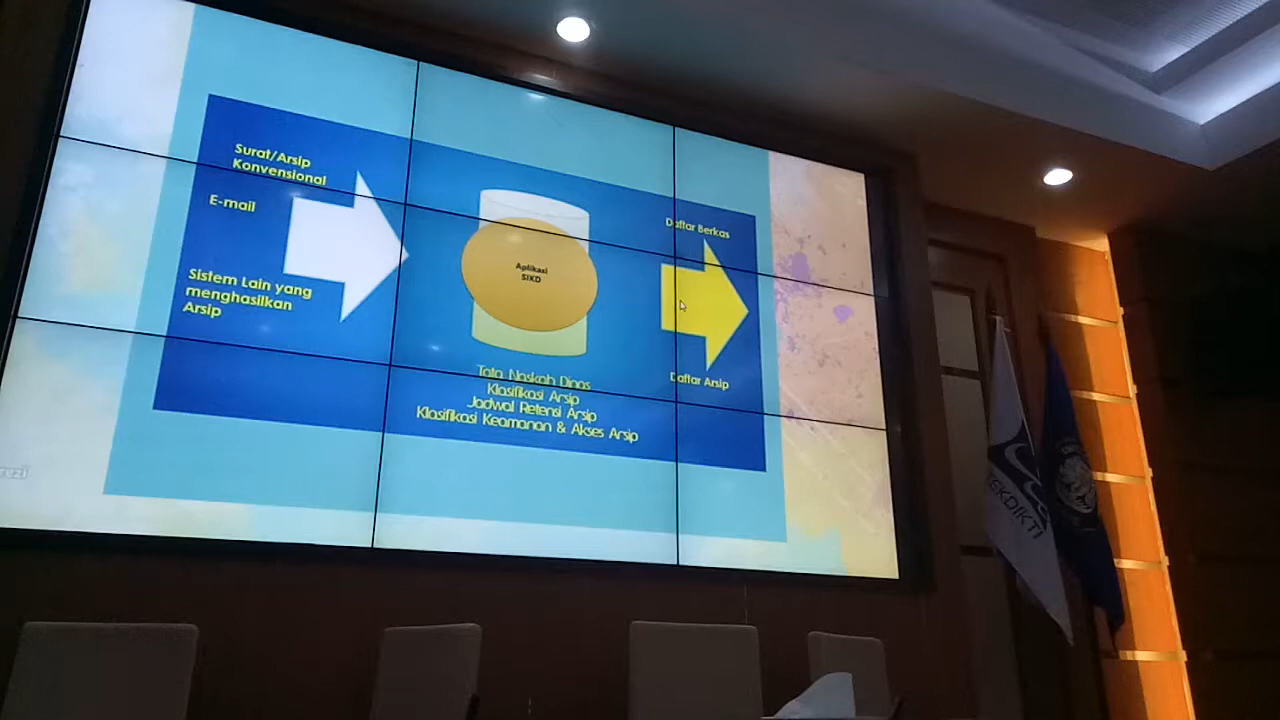 Surat/Arsip
Konvensional
E-mail
Sistem Lain yang
menghasilkan
Arsip
Aplikasi
SIKD
Tata Naskah Dinas
Klasifikasi Arsip
Jadwal Retensi Arsip
Klasifikasi Keamanan & Akses Arsip
Daftar Berkas
Daftar Arsip